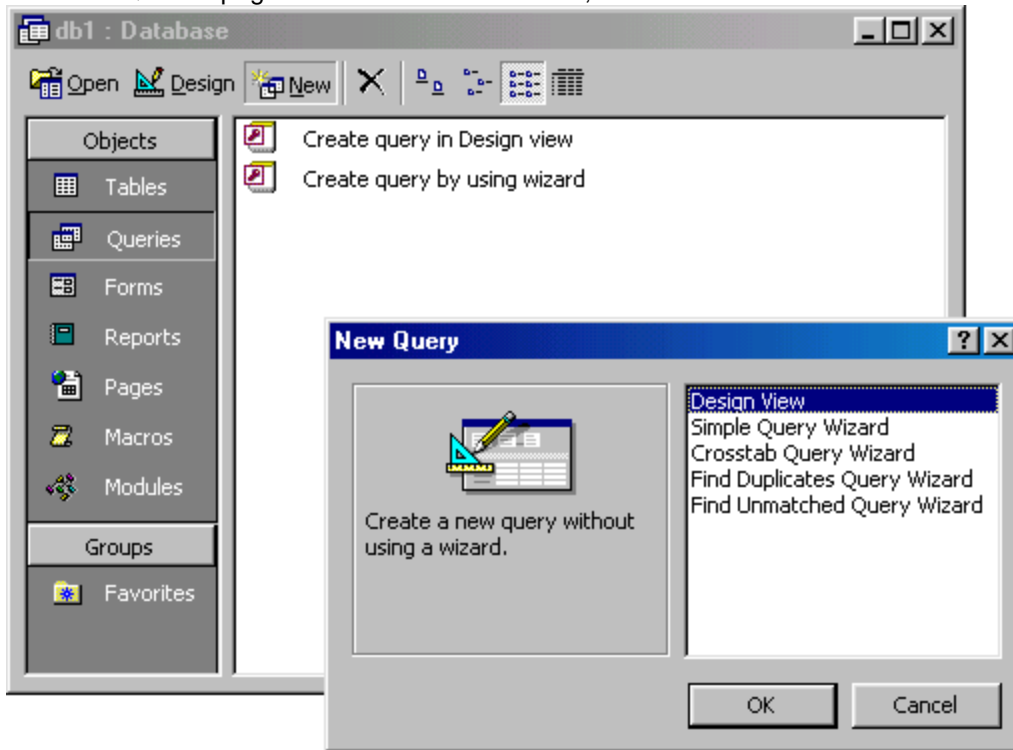 db1 : Database
Open Design New
Objects
Create query in Design view
Create query by using wizard
Tables
Queries
Forms
Reports
Pages
Macros
Modules
Groups
Favorites
New Query
Create a new query without
using a wizard.
Design View
Simple Query Wizard
Crosstab Query Wizard
Find Duplicates Query Wizard
Find Unmatched Query Wizard
OK Cancel